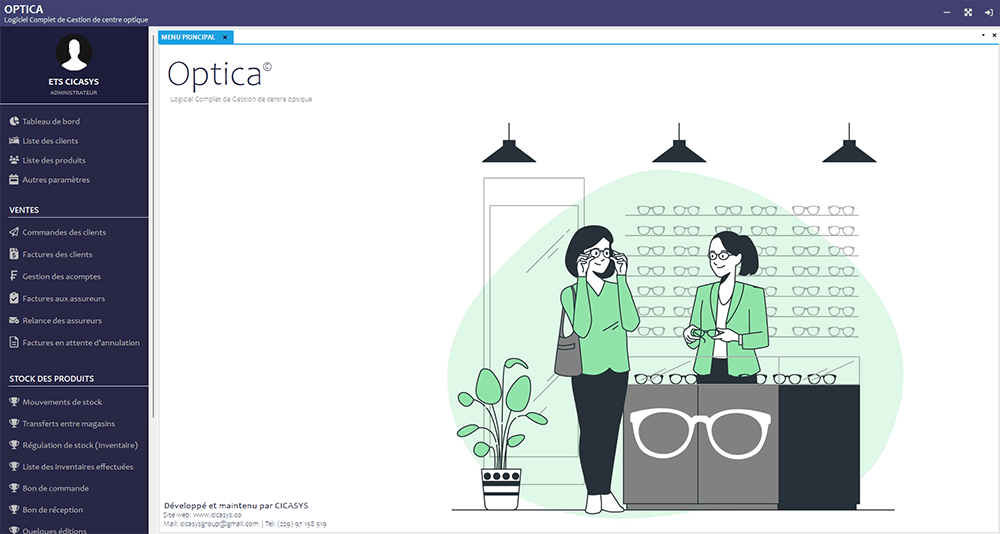 OPTICA
Logiciel Complet de Gestion de centre optique
ETS CICASYS
ADMINISTRATEUR
Tableau de bord
Liste des clients
Liste des produits
Autres paramètres
VENTES
Commandes des clients
Factures des clients
Gestion des acomptes
Factures aux assureurs
Relance des assureurs
Factures en attente d'annulation
STOCK DES PRODUITS
Mouvements de stock
Transferts entre magasins
Régulation de stock (Inventaire)
Liste des inventaires effectuées
Bon de commande
Bon de réception
Quelques éditions
MENU PRINCIPAL
Optica©
Logiciel Complet de Gestion de centre optique
Développé et maintenu par CICASYS
Site web: www.cicasys.co
Mail: cicasysgroup@gmail.com | Tél: (229) 97 158 519